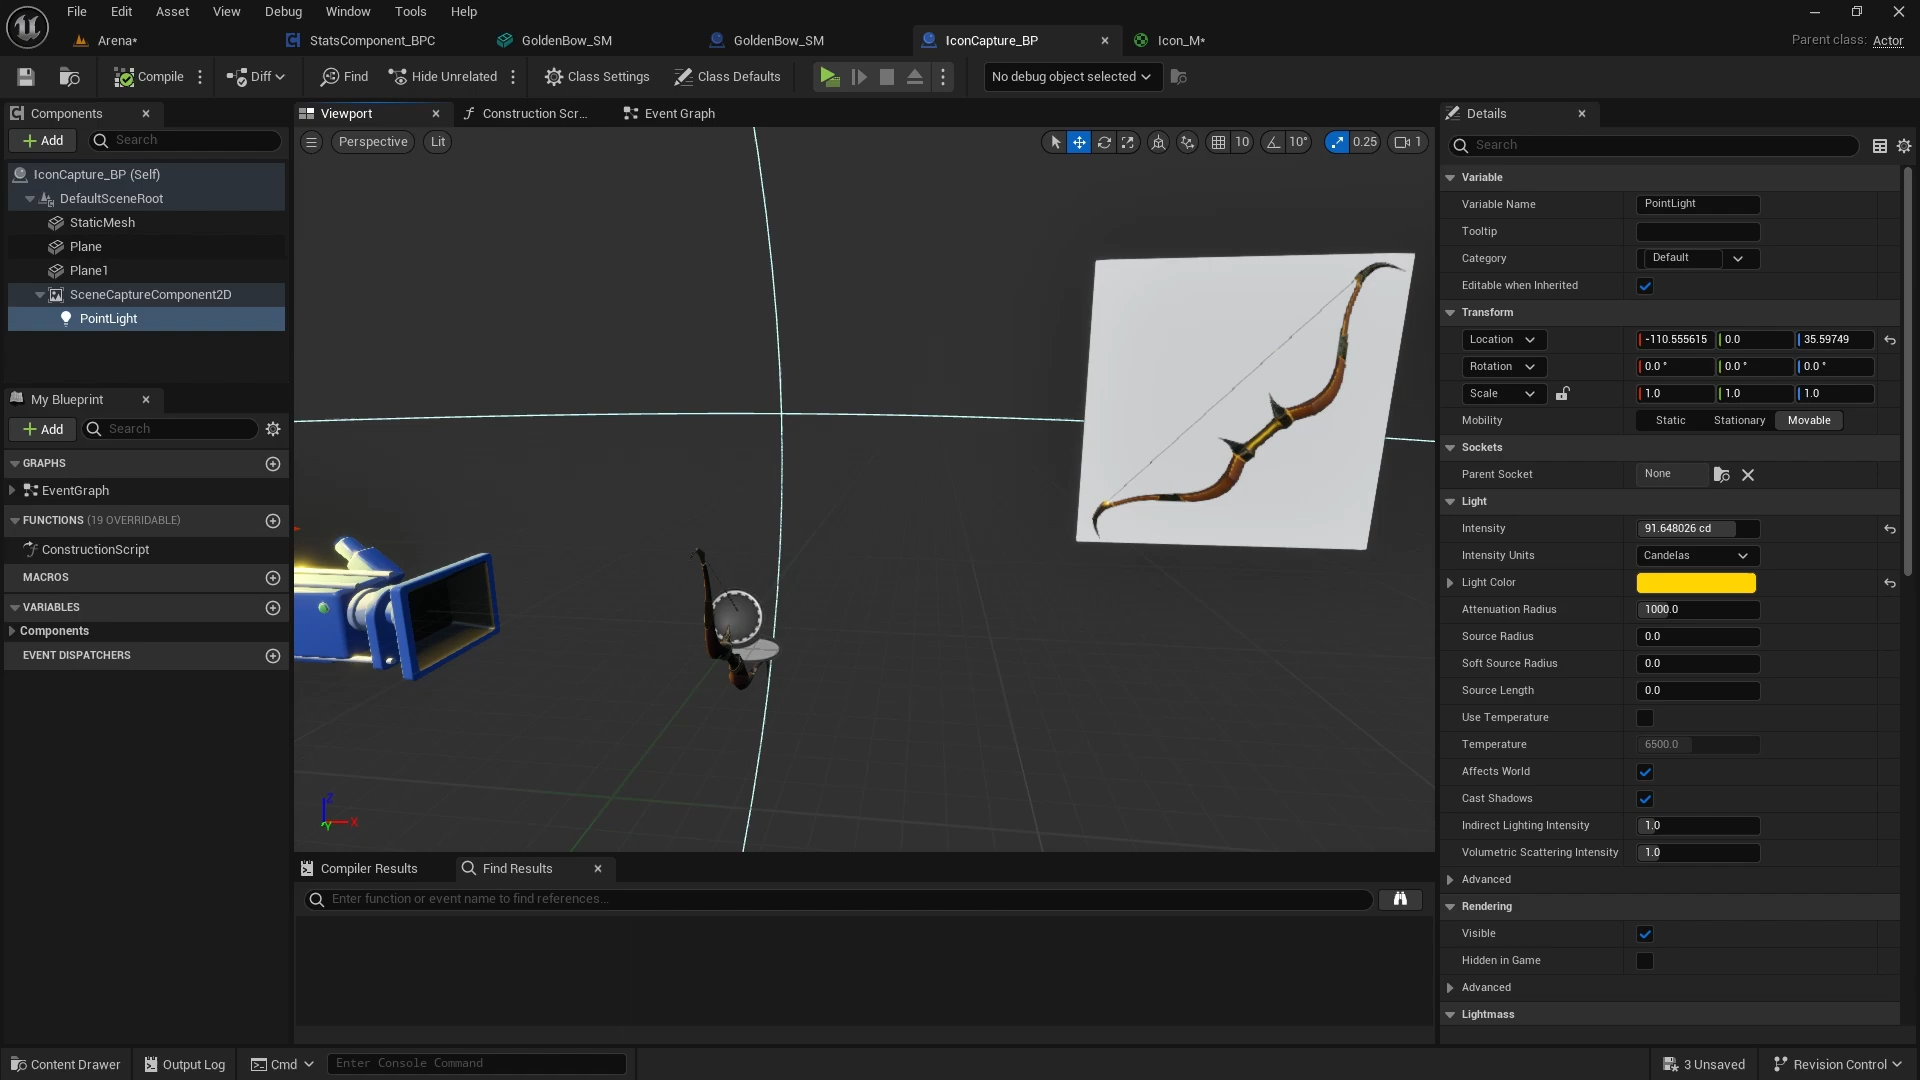 File Edit Asset View Debug Window Tools Help
Arena* StatsComponent_BPC GoldenBow_SM GoldenBow_SM IconCapture_BP Icon_M* Parent class: Actor
Compile Diff Find Hide Unrelated Class Settings Class Defaults No debug object selected
Components Viewport Construction Scr... Event Graph Details
Add Search Perspective Lit 10 10° 0.25 1 Search
IconCapture_BP (Self)
DefaultSceneRoot
StaticMesh
Plane
Plane1
SceneCaptureComponent2D
PointLight
My Blueprint
Add Search
GRAPHS
EventGraph
FUNCTIONS (19 OVERRIDABLE)
ConstructionScript
MACROS
VARIABLES
Components
EVENT DISPATCHERS
Z
X
Y
Variable
Variable Name PointLight
Tooltip
Category Default
Editable when Inherited
Transform
Location -110.555615 0.0 35.59749
Rotation 0.0 ° 0.0 ° 0.0 °
Scale 1.0 1.0 1.0
Mobility Static Stationary Movable
Sockets
Parent Socket None
Light
Intensity 91.648026 cd
Intensity Units Candelas
Light Color
Attenuation Radius 1000.0
Source Radius 0.0
Soft Source Radius 0.0
Source Length 0.0
Use Temperature
Temperature 6500.0
Affects World
Cast Shadows
Indirect Lighting Intensity 1.0
Volumetric Scattering Intensity 1.0
Advanced
Rendering
Visible
Hidden in Game
Advanced
Lightmass
Compiler Results Find Results
Enter function or event name to find references...
Content Drawer Output Log Cmd Enter Console Command 3 Unsaved Revision Control